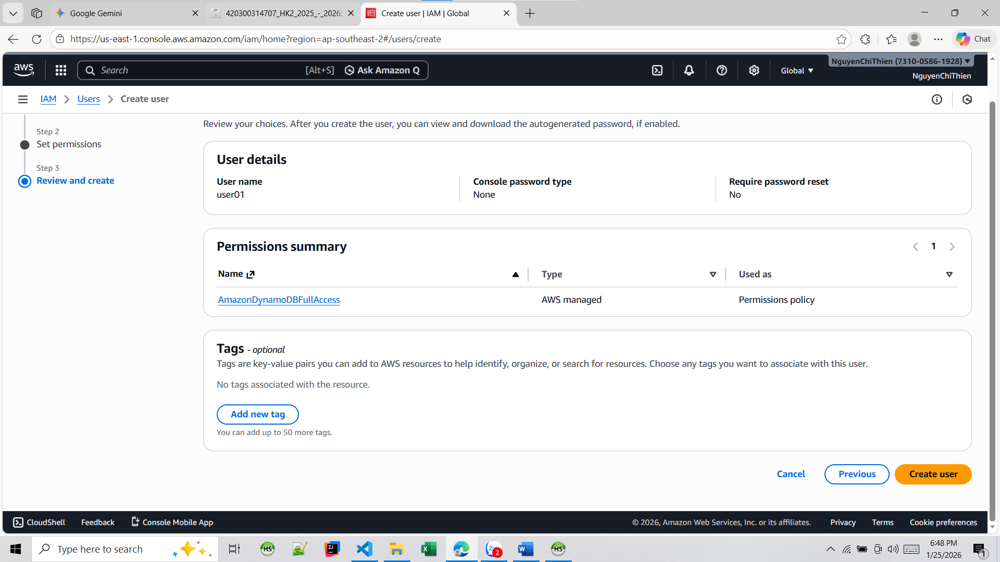 Google Gemini
420300314707_HK2_2025_-_2026:
Create user | IAM | Global
https://us-east-1.console.aws.amazon.com/iam/home?region=ap-southeast-2#/users/create
Chat
aws
Search
[Alt+S]
Ask Amazon Q
Global
NguyenChiThien (7310-0586-1928)
NguyenChiThien
IAM
Users
Create user
Step 2
Set permissions
Step 3
Review and create
Review your choices. After you create the user, you can view and download the autogenerated password, if enabled.
User details
User name
user01
Console password type
None
Require password reset
No
Permissions summary
1
Name
Type
Used as
AmazonDynamoDBFullAccess
AWS managed
Permissions policy
Tags - optional
Tags are key-value pairs you can add to AWS resources to help identify, organize, or search for resources. Choose any tags you want to associate with this user.
No tags associated with the resource.
Add new tag
You can add up to 50 more tags.
Cancel
Previous
Create user
CloudShell
Feedback
Console Mobile App
© 2026, Amazon Web Services, Inc. or its affiliates.
Privacy
Terms
Cookie preferences
Type here to search
HS
IJ
X
2
W
HS
6:48 PM
1/25/2026
1